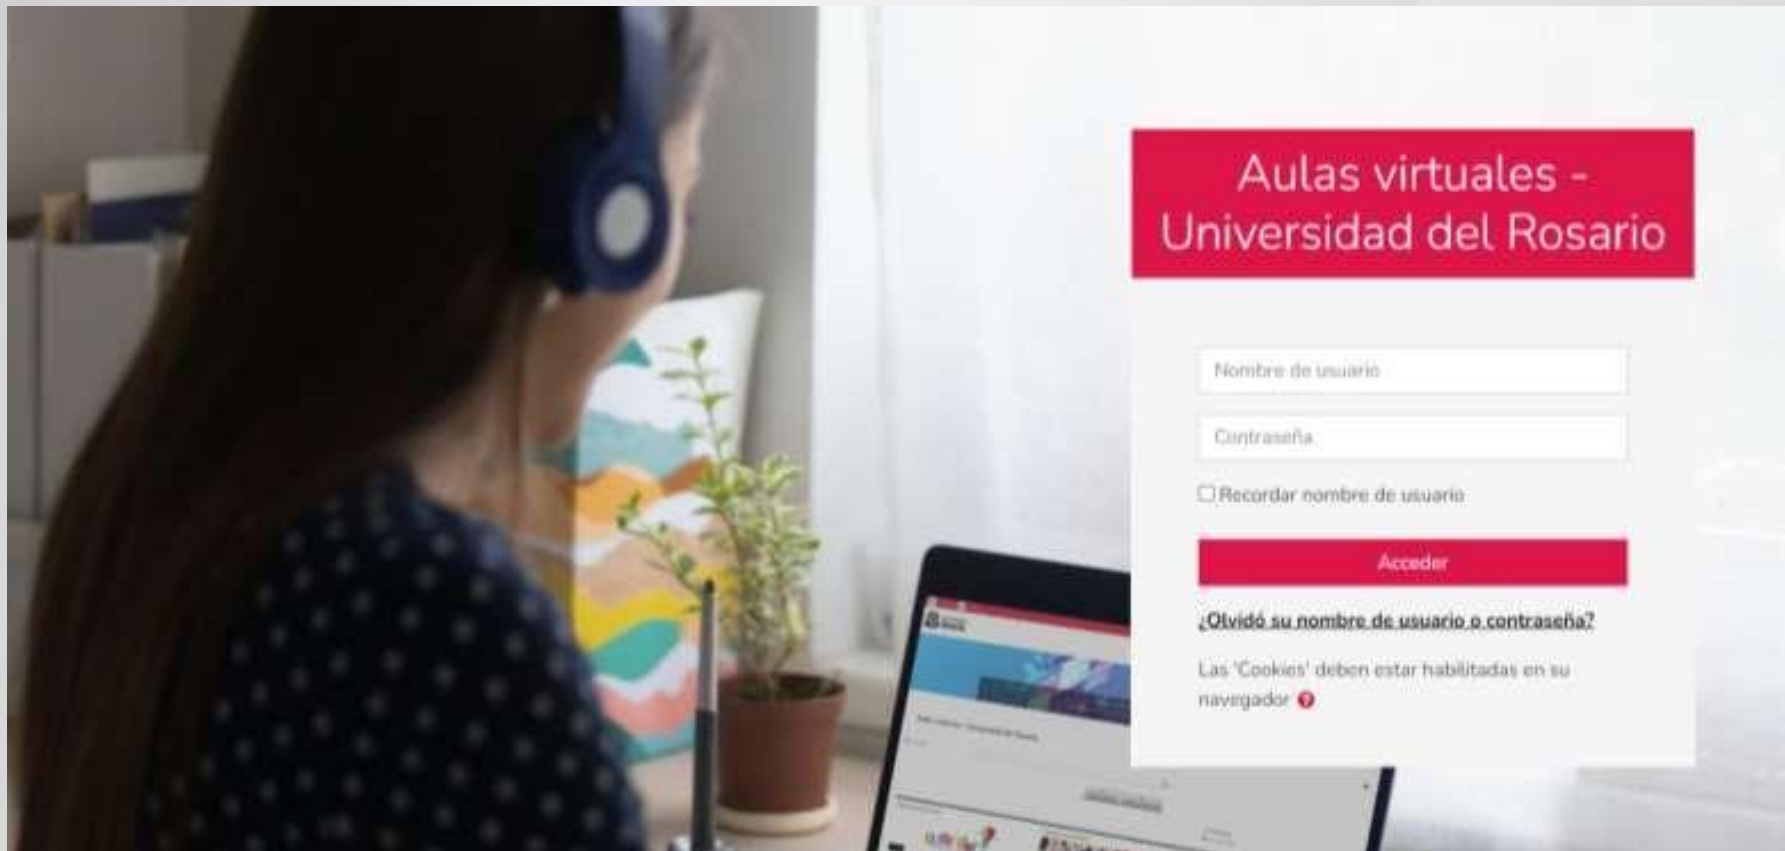 Aulas virtuales -
Universidad del Rosario
Nombre de usuario
Contraseña
Recordar nombre de usuario
Acceder
¿Olvidó su nombre de usuario o contraseña?
Las 'Cookies' deben estar habilitadas en su
navegador ?